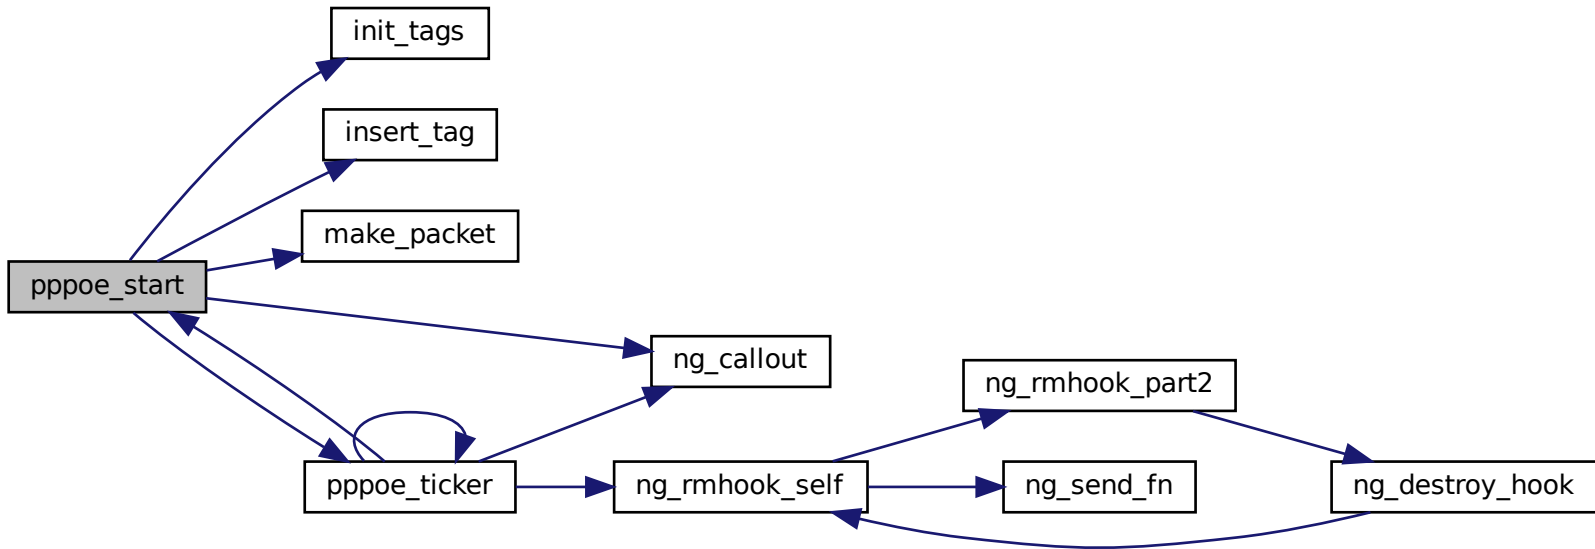 init_tags
insert_tag
make_packet
pppoe_start
ng_callout
ng_rmhook_part2
pppoe_ticker
ng_rmhook_self
ng_send_fn
ng_destroy_hook